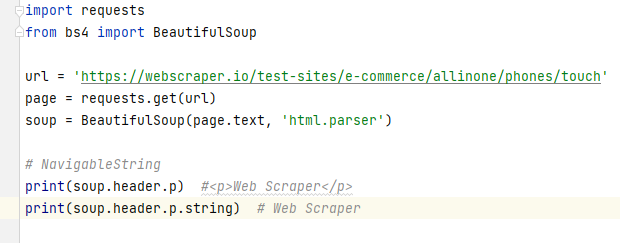 import requests
from bs4 import BeautifulSoup
url = 'https://webscraper.io/test-sites/e-commerce/allinone/phones/touch'
page = requests.get(url)
soup = BeautifulSoup(page.text, 'html.parser')
# NavigableString
print(soup.header.p)  #<p>Web Scraper</p>
print(soup.header.p.string)  # Web Scraper